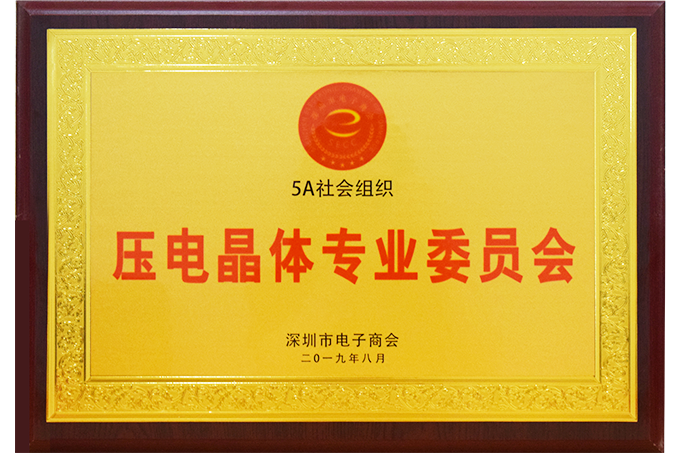 5A社会组织
压电晶体专业委员会
深圳市电子商会
二〇一九年八月